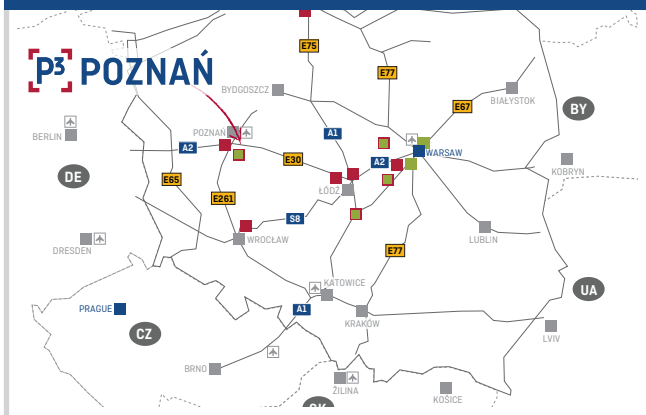 P3 POZNAŃ
E75
E77
BYDGOSZCZ
E67
BIAŁYSTOK
BY
BERLIN
POZNAŃ
A1
A2
WARSAW
E30
A2
KOBRYN
DE
E65
ŁÓDŹ
E261
S8
WROCŁAW
LUBLIN
DRESDEN
E77
KATOWICE
UA
PRAGUE
A1
KRAKÓW
CZ
LVIV
BRNO
ŽILINA
KOŠICE
SK